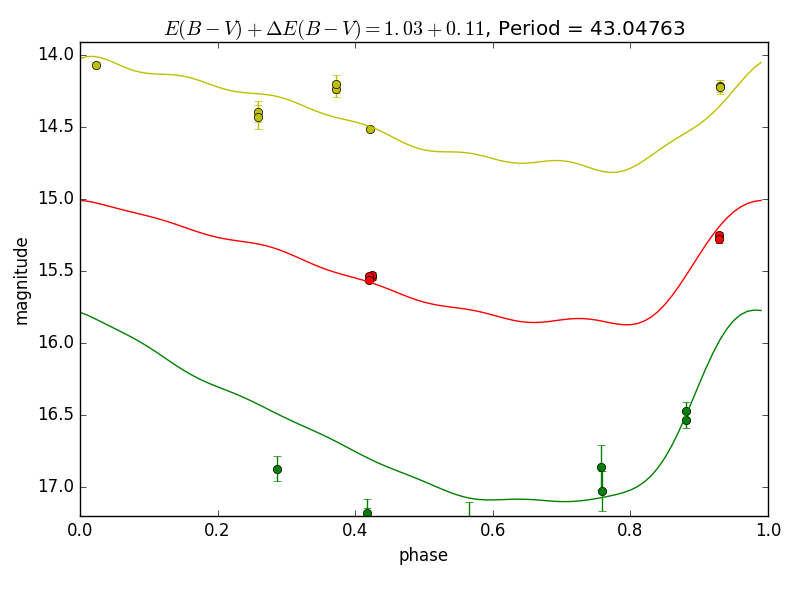 E(B − V) + ΔE(B − V) = 1.03 + 0.11, Period = 43.04763
14.0
14.5
15.0
15.5
16.0
16.5
17.0
magnitude
0.0 0.2 0.4 0.6 0.8 1.0
phase